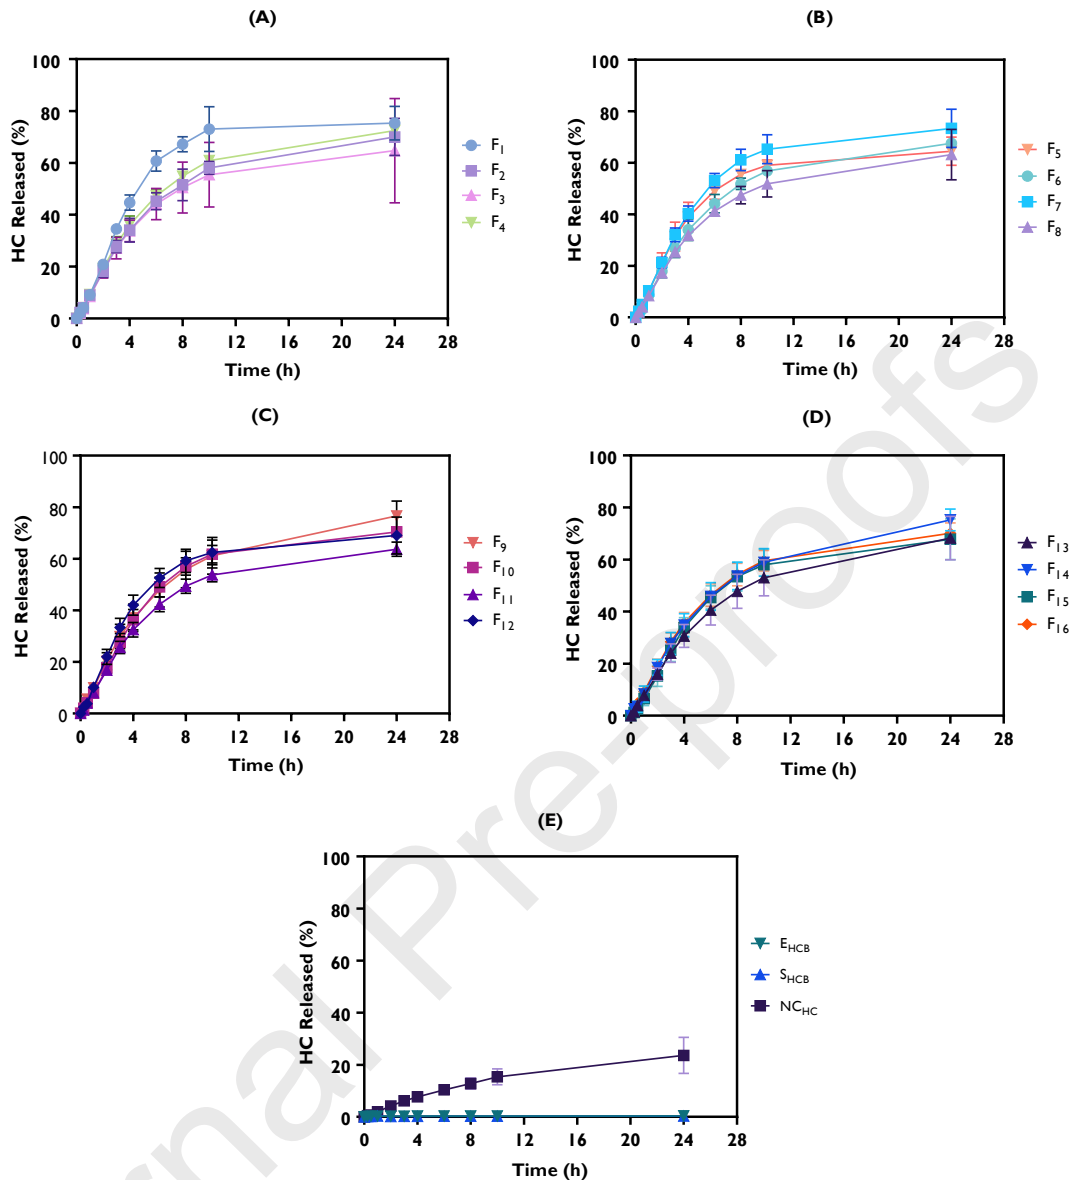 (A)
HC Released (%)
100
80
60
40
20
0
0 4 8 12 16 20 24 28
Time (h)
F1
F2
F3
F4
(B)
HC Released (%)
100
80
60
40
20
0
0 4 8 12 16 20 24 28
Time (h)
F5
F6
F7
F8
(C)
HC Released (%)
100
80
60
40
20
0
0 4 8 12 16 20 24 28
Time (h)
F9
F10
F11
F12
(D)
HC Released (%)
100
80
60
40
20
0
0 4 8 12 16 20 24 28
Time (h)
F13
F14
F15
F16
(E)
HC Released (%)
100
80
60
40
20
0
0 4 8 12 16 20 24 28
Time (h)
EHCB
SHCB
NCHC
rnal Pre-proofs